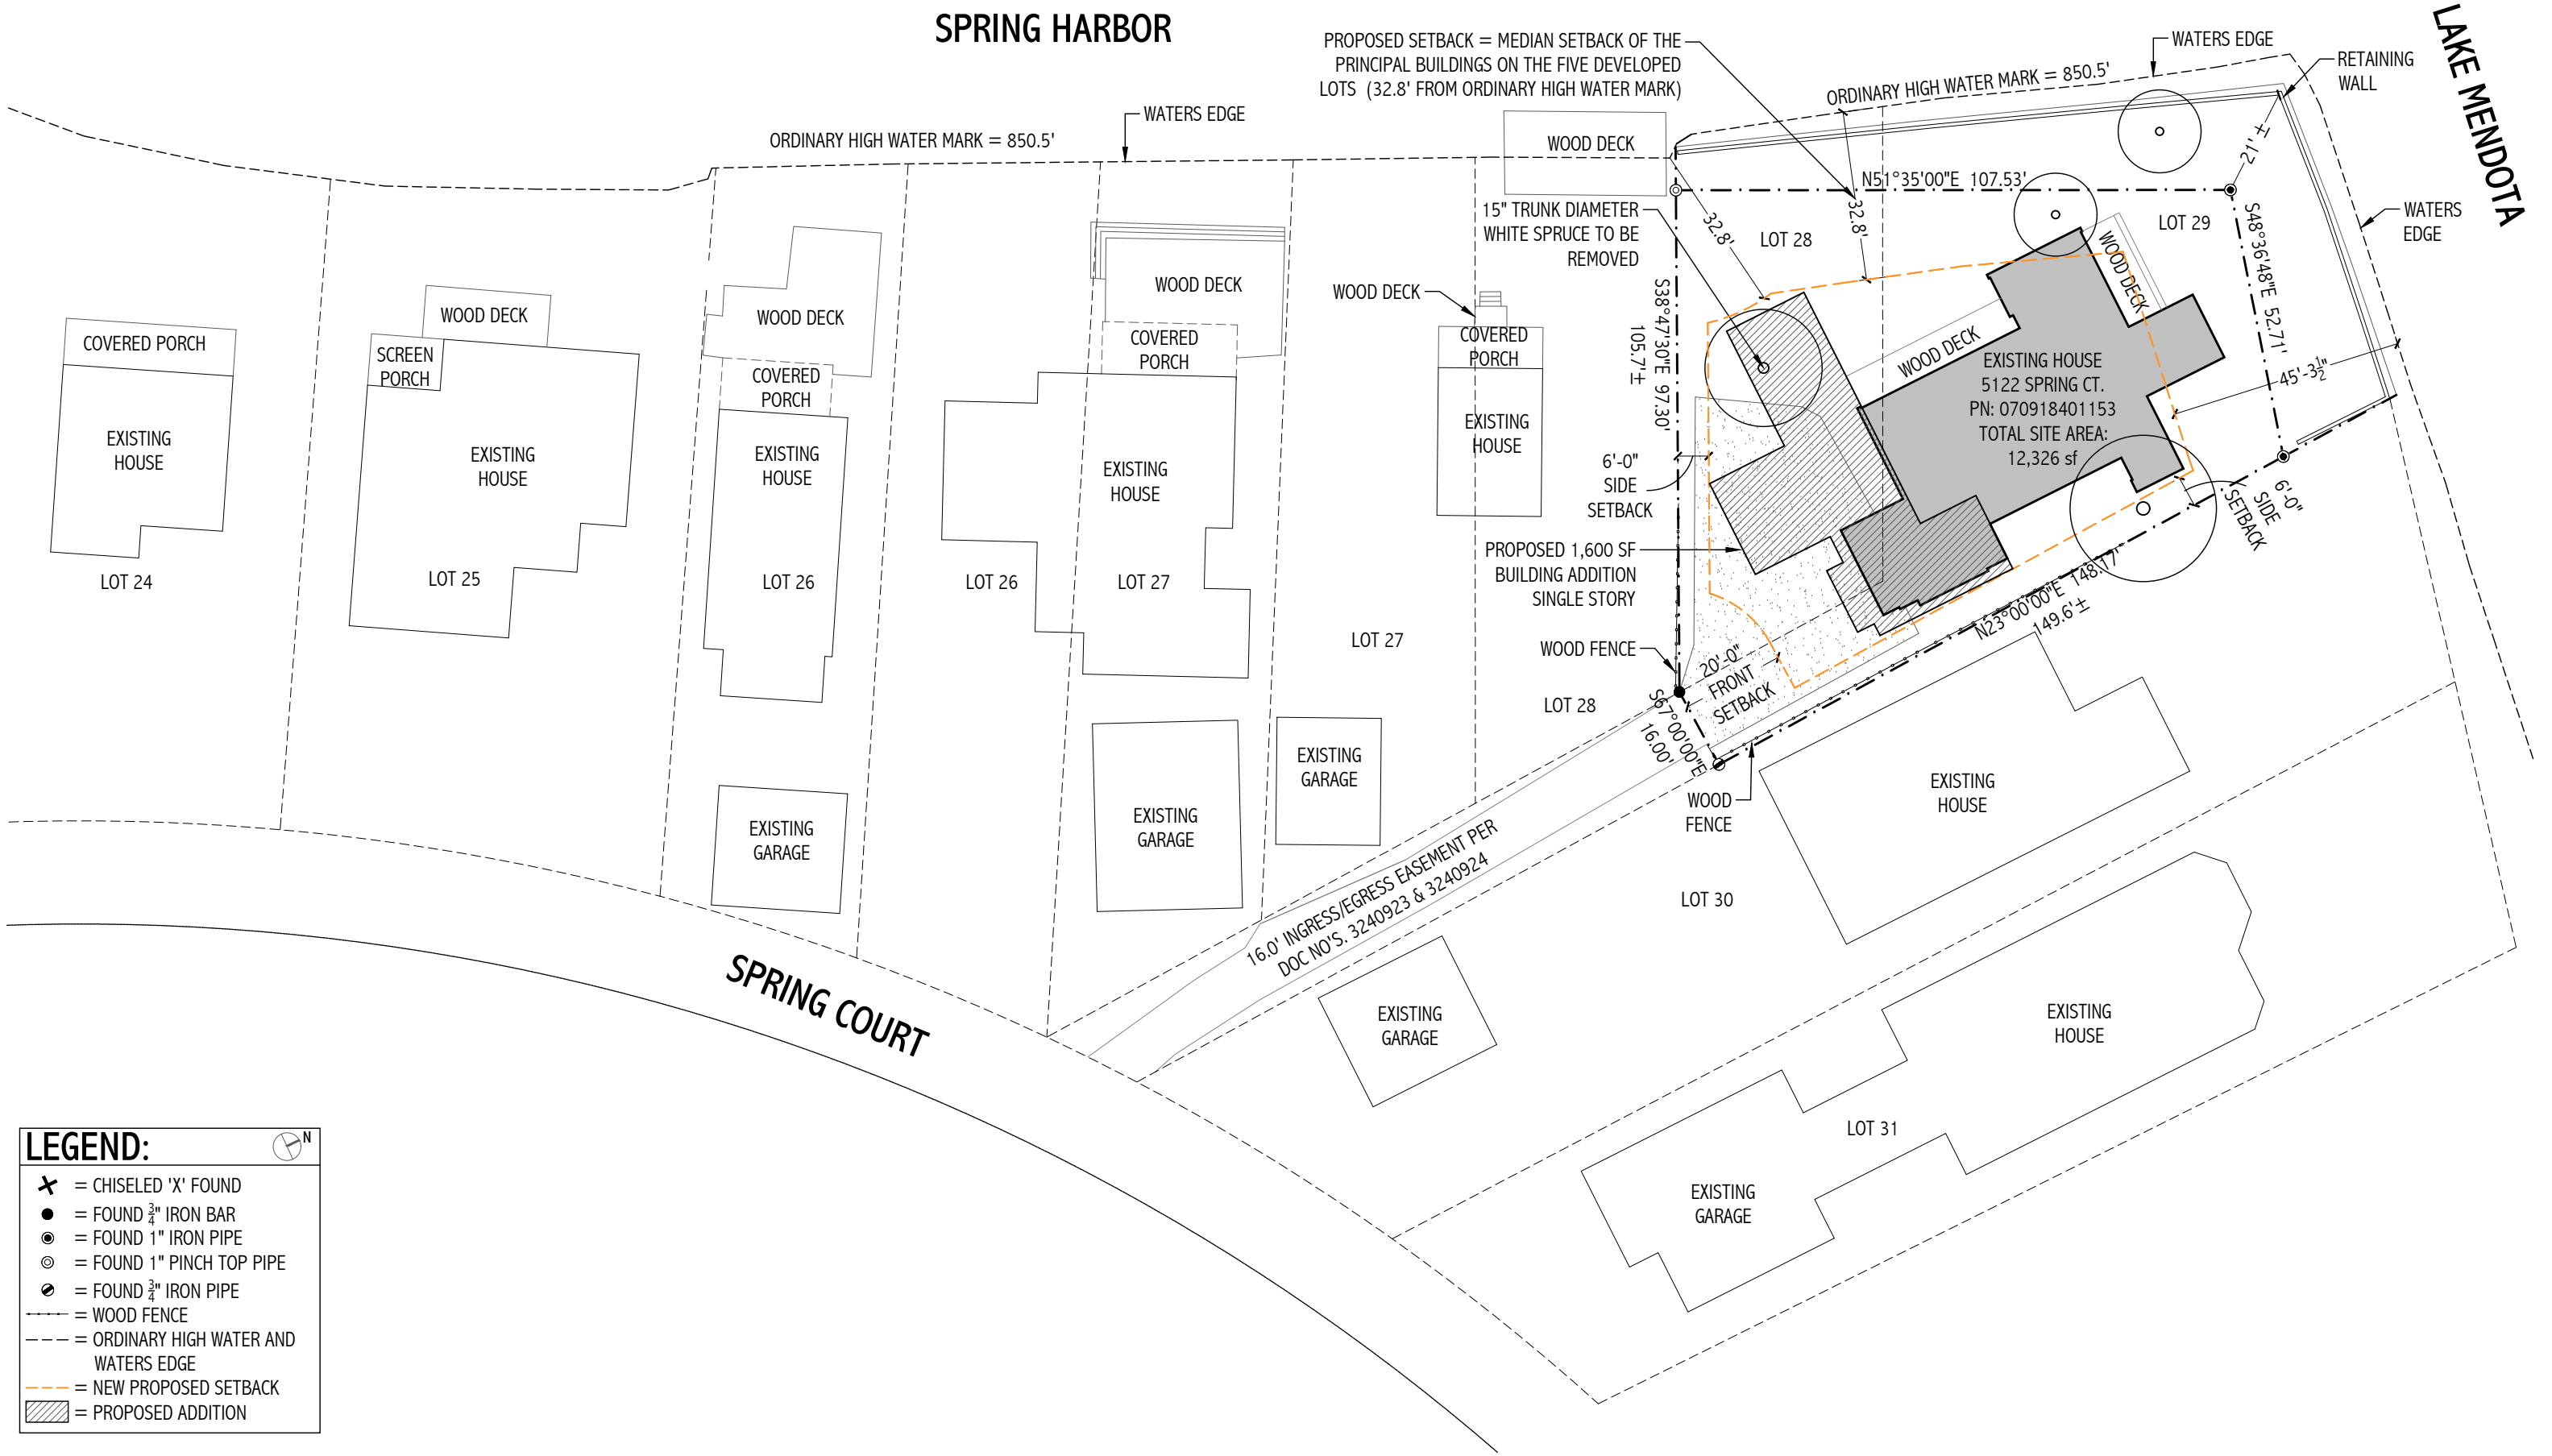 SPRING HARBOR
LAKE MENDOTA
PROPOSED SETBACK = MEDIAN SETBACK OF THE
PRINCIPAL BUILDINGS ON THE FIVE DEVELOPED
LOTS (32.8' FROM ORDINARY HIGH WATER MARK)
WATERS EDGE
RETAINING
WALL
ORDINARY HIGH WATER MARK = 850.5'
WATERS EDGE
ORDINARY HIGH WATER MARK = 850.5'
WOOD DECK
21'±
N51°35'00"E 107.53'
15" TRUNK DIAMETER
WHITE SPRUCE TO BE
REMOVED
32.8'
32.8'
LOT 28
LOT 29
S48°36'48"E 52.71'
WATERS
EDGE
WOOD DECK
WOOD DECK
WOOD DECK
WOOD DECK
WOOD DECK
S38°47'30"E 97.30'
105.7'±
COVERED PORCH
SCREEN
PORCH
COVERED
PORCH
COVERED
PORCH
COVERED
PORCH
WOOD DECK
EXISTING HOUSE
5122 SPRING CT.
PN: 070918401153
TOTAL SITE AREA:
12,326 sf
45'-3½"
EXISTING
HOUSE
EXISTING
HOUSE
EXISTING
HOUSE
EXISTING
HOUSE
EXISTING
HOUSE
6'-0"
SIDE
SETBACK
6'-0"
SIDE
SETBACK
PROPOSED 1,600 SF
BUILDING ADDITION
SINGLE STORY
LOT 24
LOT 25
LOT 26
LOT 26
LOT 27
LOT 27
N23°00'00"E 148.17'
149.6'±
WOOD FENCE
20'-0"
FRONT
SETBACK
LOT 28
S67°00'00"E
16.00'
EXISTING
GARAGE
EXISTING
GARAGE
EXISTING
GARAGE
WOOD
FENCE
EXISTING
HOUSE
16.0' INGRESS/EGRESS EASEMENT PER
DOC NO'S. 3240923 & 3240924
LOT 30
SPRING COURT
EXISTING
GARAGE
EXISTING
HOUSE
LOT 31
EXISTING
GARAGE
LEGEND:
N
= CHISELED 'X' FOUND
= FOUND ¾" IRON BAR
= FOUND 1" IRON PIPE
= FOUND 1" PINCH TOP PIPE
= FOUND ¾" IRON PIPE
= WOOD FENCE
= ORDINARY HIGH WATER AND
WATERS EDGE
= NEW PROPOSED SETBACK
= PROPOSED ADDITION